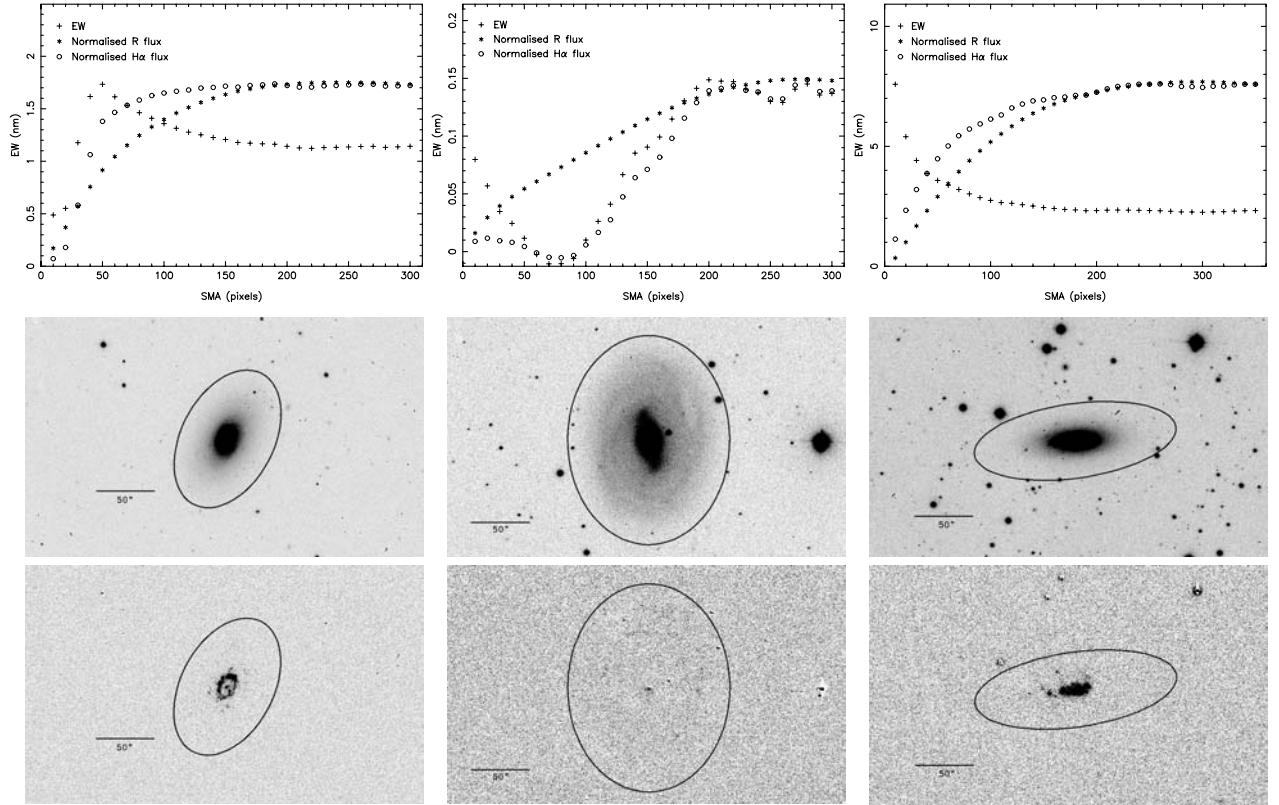 EW
Normalised R flux
Normalised Hα flux
EW (nm)
0
0.5
1
1.5
2
0
50
100
150
200
250
300
SMA (pixels)
EW
Normalised R flux
Normalised Hα flux
EW (nm)
0
0.05
0.1
0.15
0.2
0
50
100
150
200
250
300
SMA (pixels)
EW
Normalised R flux
Normalised Hα flux
EW (nm)
0
5
10
0
100
200
300
SMA (pixels)
50"
50"
50"
50"
50"
50"